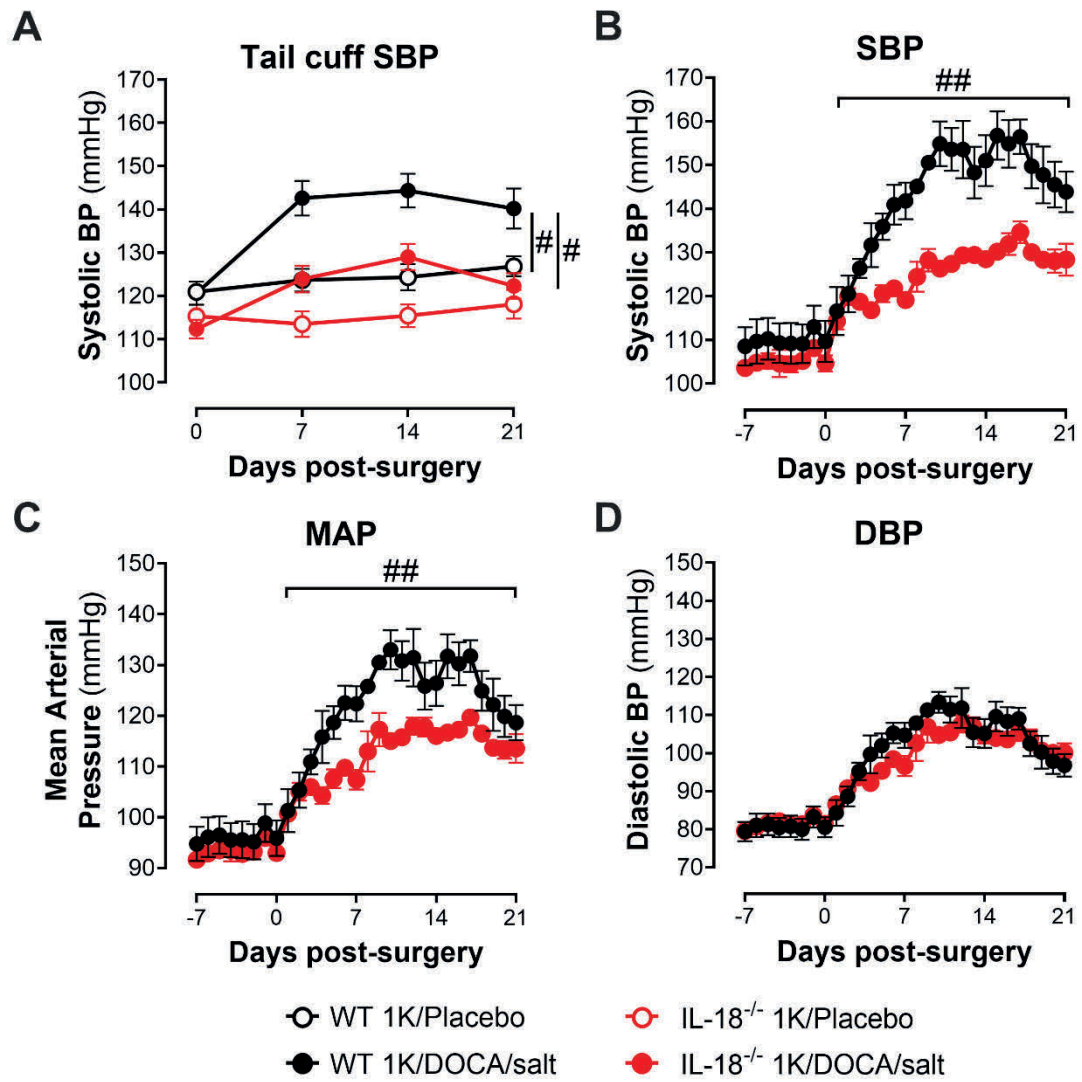 A
Tail cuff SBP
Systolic BP (mmHg)
170
160
150
140
130
120
110
100
#
#
0
7
14
21
Days post-surgery
B
SBP
Systolic BP (mmHg)
170
160
150
140
130
120
110
100
##
-7
0
7
14
21
Days post-surgery
C
MAP
Mean Arterial
Pressure (mmHg)
150
140
130
120
110
100
90
##
-7
0
7
14
21
Days post-surgery
D
DBP
Diastolic BP (mmHg)
150
140
130
120
110
100
90
80
70
-7
0
7
14
21
Days post-surgery
WT 1K/Placebo
IL-18⁻/⁻ 1K/Placebo
WT 1K/DOCA/salt
IL-18⁻/⁻ 1K/DOCA/salt